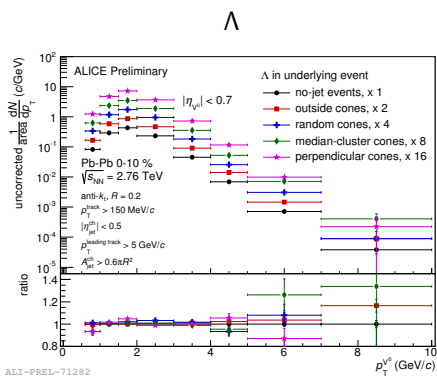 Λ
ALICE Preliminary
|η_V⁰| < 0.7
Λ in underlying event
no-jet events, x 1
outside cones, x 2
random cones, x 4
median-cluster cones, x 8
perpendicular cones, x 16
Pb-Pb 0-10 %
√s_NN = 2.76 TeV
anti-k_T, R = 0.2
p_T^track > 150 MeV/c
|η_jet^ch| < 0.5
p_T^leading track > 5 GeV/c
A_jet^ch > 0.6πR²
uncorrected 1/area dN/dp_T (c/GeV)
10²
10
1
10⁻¹
10⁻²
10⁻³
10⁻⁴
10⁻⁵
ratio
1.4
1.2
1.0
0.8
0 2 4 6 8 10
p_T^V⁰ (GeV/c)
ALI-PREL-71282